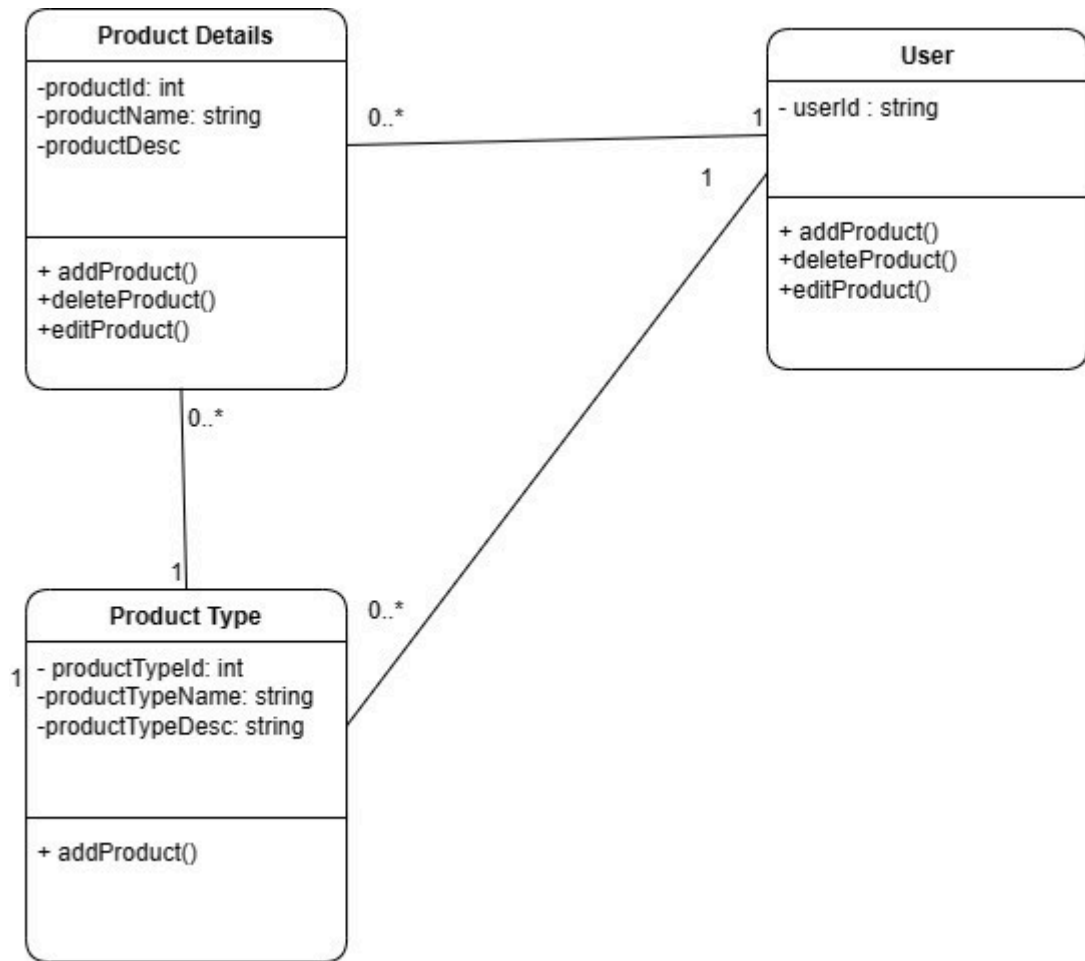 Product Details
-productId: int
-productName: string
-productDesc
+ addProduct()
+deleteProduct()
+editProduct()
0..*
1
User
- userId : string
+ addProduct()
+deleteProduct()
+editProduct()
1
0..*
1
0..*
Product Type
1
- productTypeId: int
-productTypeName: string
-productTypeDesc: string
+ addProduct()